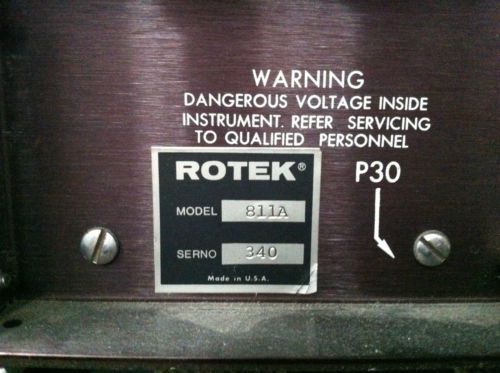 WARNING
DANGEROUS VOLTAGE INSIDE
INSTRUMENT. REFER SERVICING
TO QUALIFIED PERSONNEL
ROTEK®
P30
MODEL 811A
SERNO 340
Made in U.S.A.